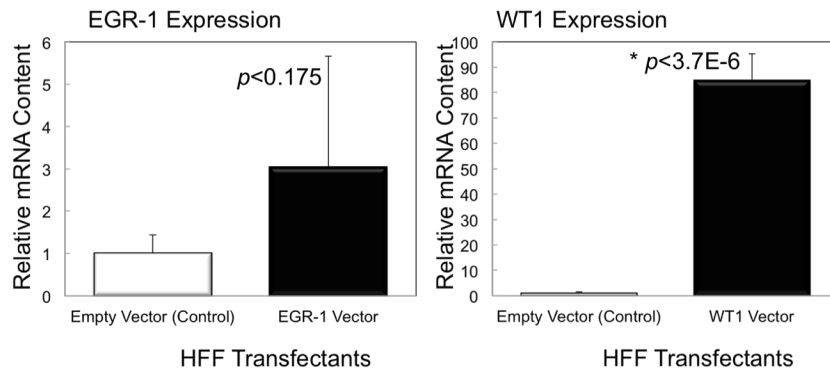 EGR-1 Expression
Relative mRNA Content
6
5
4
3
2
1
0
p<0.175
Empty Vector (Control)
EGR-1 Vector
HFF Transfectants
WT1 Expression
Relative mRNA Content
100
90
80
70
60
50
40
30
20
10
0
* p<3.7E-6
Empty Vector (Control)
WT1 Vector
HFF Transfectants